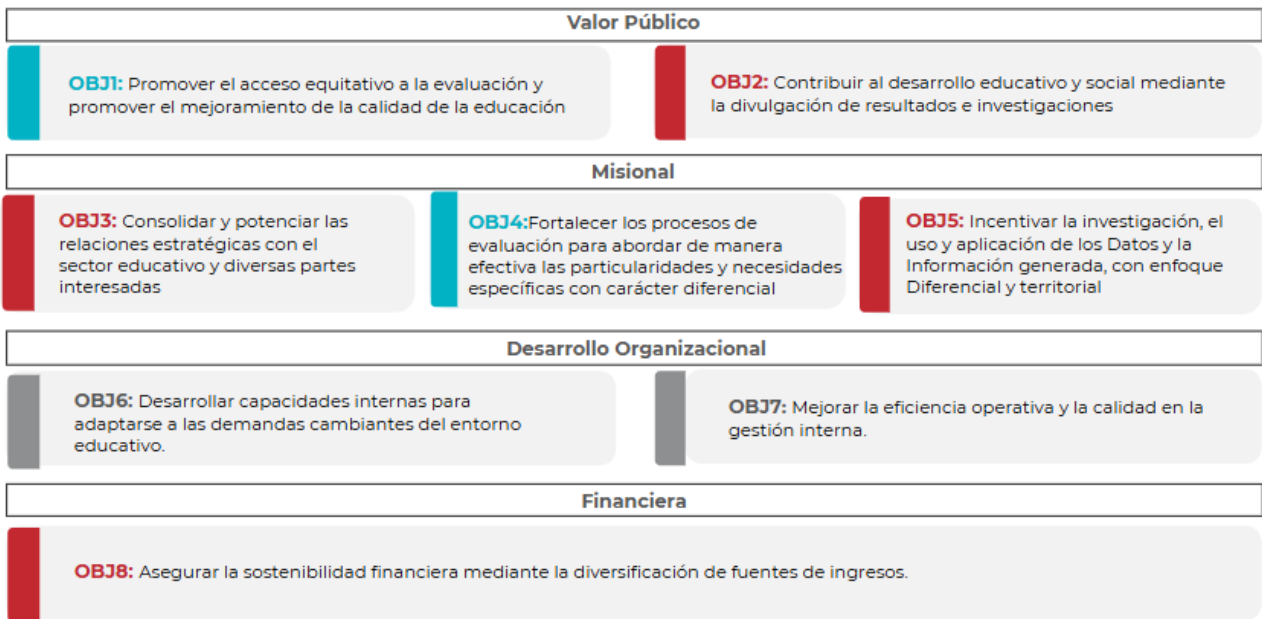 Valor Público
OBJ1: Promover el acceso equitativo a la evaluación y
promover el mejoramiento de la calidad de la educación
OBJ2: Contribuir al desarrollo educativo y social mediante
la divulgación de resultados e investigaciones
Misional
OBJ3: Consolidar y potenciar las
relaciones estratégicas con el
sector educativo y diversas partes
interesadas
OBJ4:Fortalecer los procesos de
evaluación para abordar de manera
efectiva las particularidades y necesidades
específicas con carácter diferencial
OBJ5: Incentivar la investigación, el
uso y aplicación de los Datos y la
Información generada, con enfoque
Diferencial y territorial
Desarrollo Organizacional
OBJ6: Desarrollar capacidades internas para
adaptarse a las demandas cambiantes del entorno
educativo.
OBJ7: Mejorar la eficiencia operativa y la calidad en la
gestión interna.
Financiera
OBJ8: Asegurar la sostenibilidad financiera mediante la diversificación de fuentes de ingresos.